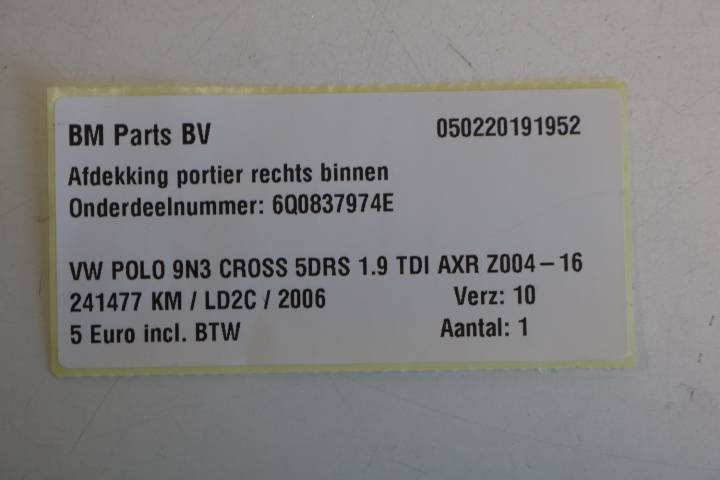 BM Parts BV 050220191952
Afdekking portier rechts binnen
Onderdeelnummer: 6Q0837974E
VW POLO 9N3 CROSS 5DRS 1.9 TDI AXR Z004-16
241477 KM / LD2C / 2006 Verz: 10
5 Euro incl. BTW Aantal: 1